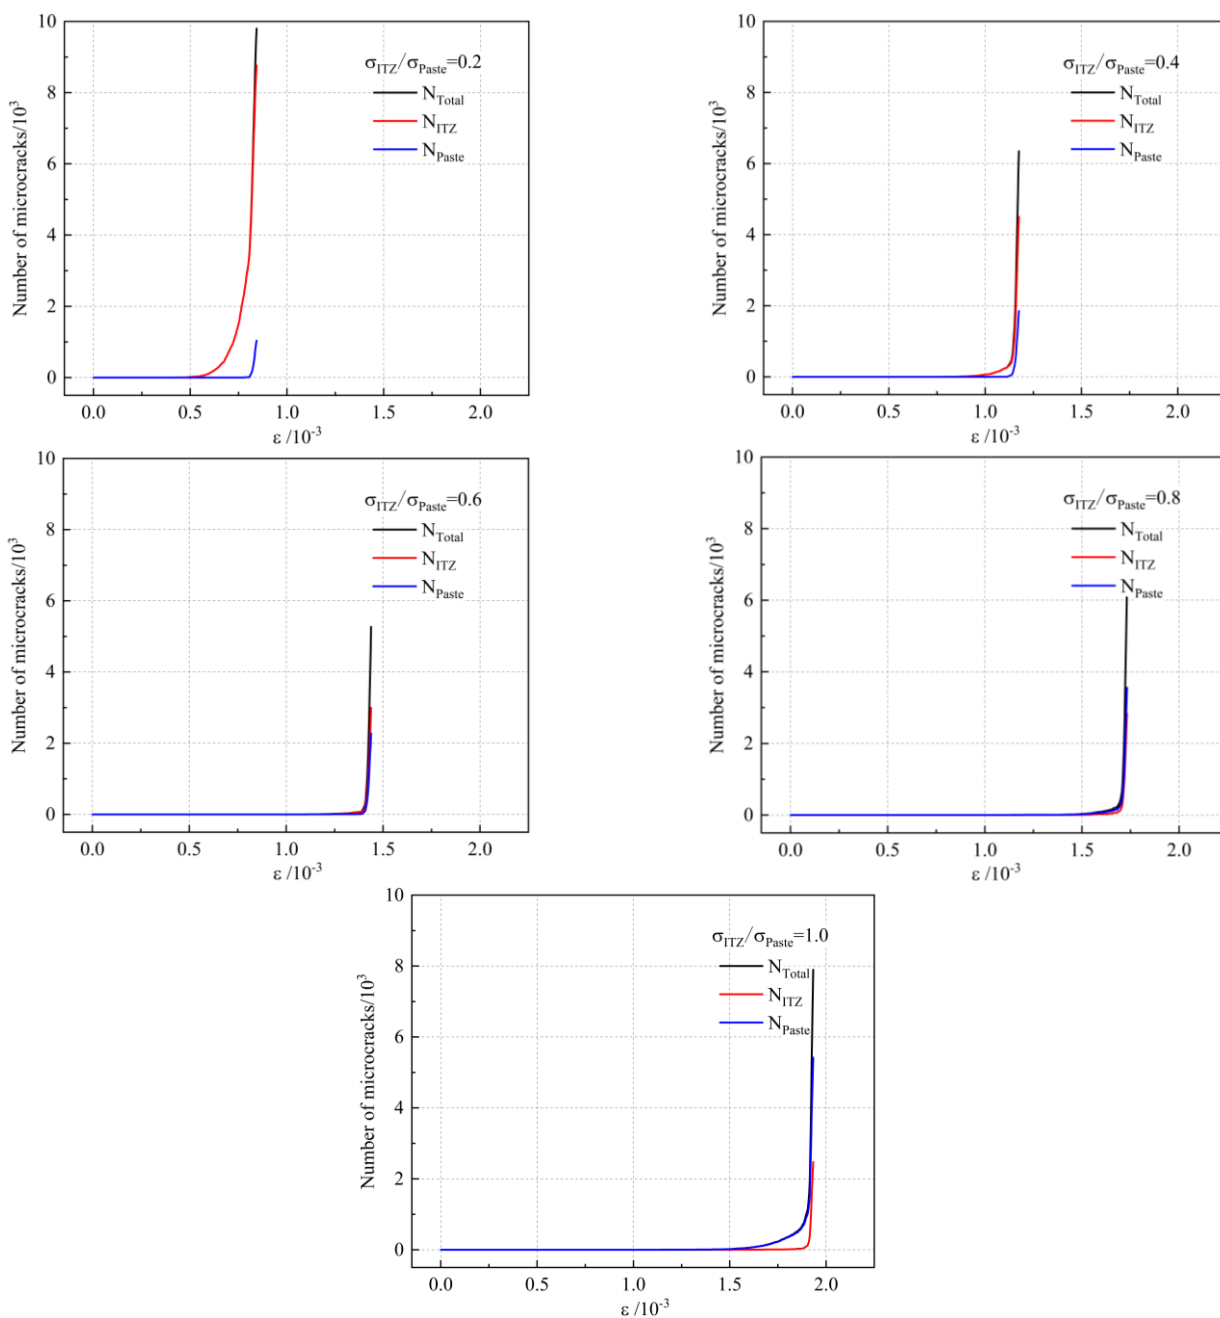 σITZ/σPaste=0.2
NTotal
NITZ
NPaste
Number of microcracks/10³
10
8
6
4
2
0
0.0 0.5 1.0 1.5 2.0
ε /10⁻³
σITZ/σPaste=0.4
NTotal
NITZ
NPaste
Number of microcracks/10³
10
8
6
4
2
0
0.0 0.5 1.0 1.5 2.0
ε /10⁻³
σITZ/σPaste=0.6
NTotal
NITZ
NPaste
Number of microcracks/10³
10
8
6
4
2
0
0.0 0.5 1.0 1.5 2.0
ε /10⁻³
σITZ/σPaste=0.8
NTotal
NITZ
NPaste
Number of microcracks/10³
10
8
6
4
2
0
0.0 0.5 1.0 1.5 2.0
ε /10⁻³
σITZ/σPaste=1.0
NTotal
NITZ
NPaste
Number of microcracks/10³
10
8
6
4
2
0
0.0 0.5 1.0 1.5 2.0
ε /10⁻³